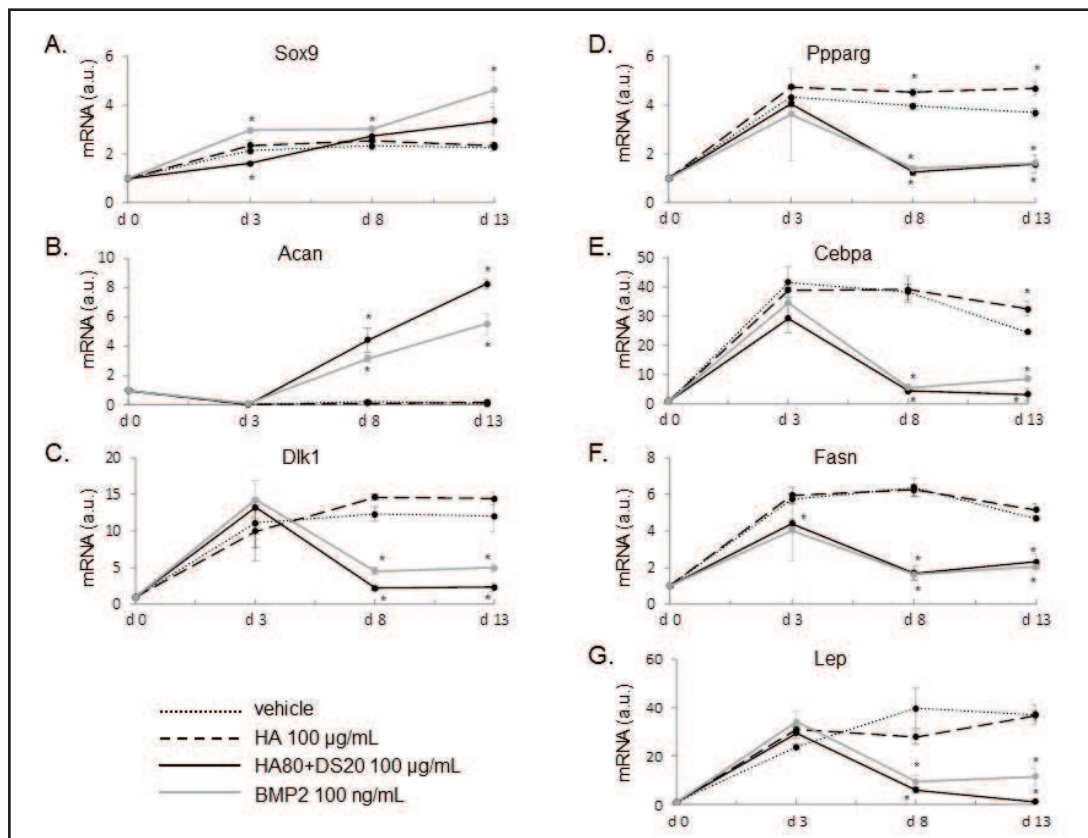 A.
Sox9
mRNA (a.u.)
6
4
2
0
*
*
*
*
d 0
d 3
d 8
d 13
B.
Acan
mRNA (a.u.)
10
8
6
4
2
0
*
*
*
*
d 0
d 3
d 8
d 13
C.
Dlk1
mRNA (a.u.)
20
15
10
5
0
*
*
*
*
d 0
d 3
d 8
d 13
vehicle
HA 100 µg/mL
HA80+DS20 100 µg/mL
BMP2 100 ng/mL
D.
Ppparg
mRNA (a.u.)
6
4
2
0
*
*
*
*
*
*
d 0
d 3
d 8
d 13
E.
Cebpa
mRNA (a.u.)
50
40
30
20
10
0
*
*
*
*
*
d 0
d 3
d 8
d 13
F.
Fasn
mRNA (a.u.)
8
6
4
2
0
*
*
*
*
*
d 0
d 3
d 8
d 13
G.
Lep
mRNA (a.u.)
60
40
20
0
*
*
*
*
d 0
d 3
d 8
d 13